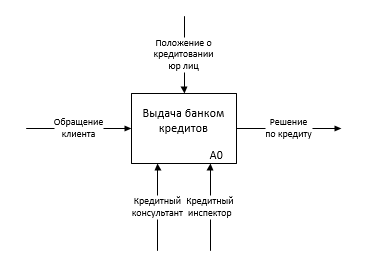 Положение о
кредитовании
юр лиц
Обращение
клиента
Выдача банком
кредитов
A0
Решение
по кредиту
Кредитный
консультант
Кредитный
инспектор